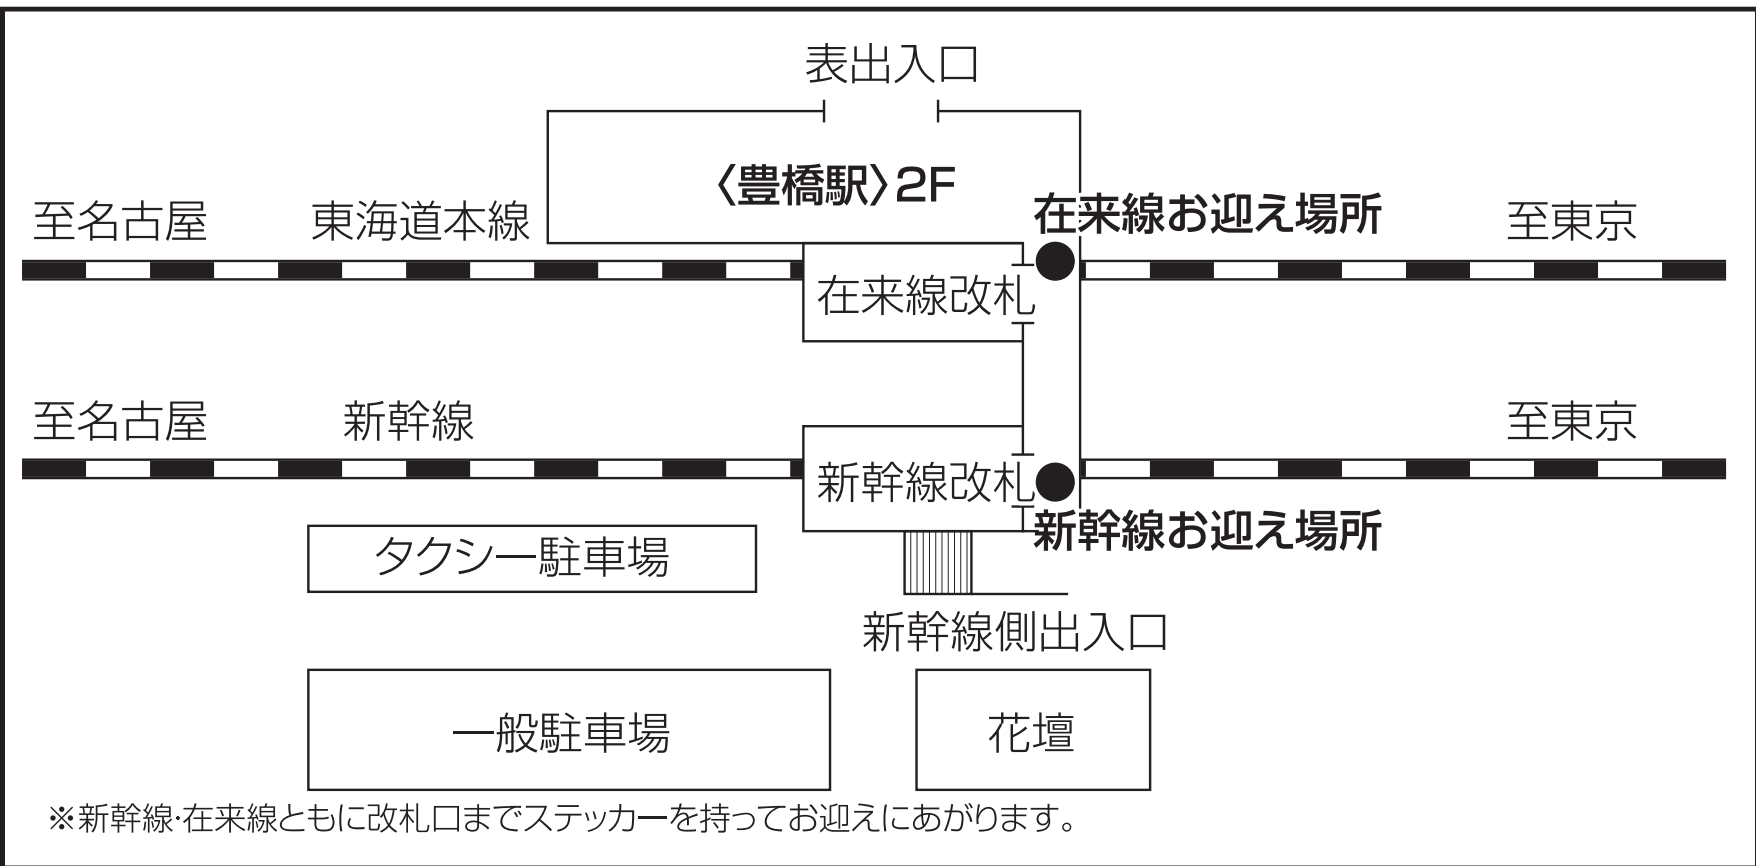 表出入口
〈豊橋駅〉2F
至名古屋
東海道本線
在来線お迎え場所
至東京
在来線改札
至名古屋
新幹線
至東京
新幹線改札
新幹線お迎え場所
タクシー駐車場
新幹線側出入口
一般駐車場
花壇
※新幹線・在来線ともに改札口までステッカーを持ってお迎えにあがります。